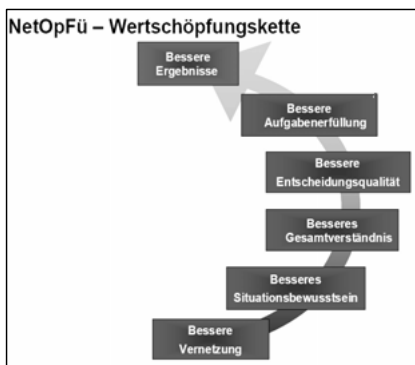 NetOpFü – Wertschöpfungskette
Bessere
Ergebnisse
Bessere
Aufgabenerfüllung
Bessere
Entscheidungsqualität
Besseres
Gesamtverständnis
Besseres
Situationsbewusstsein
Bessere
Vernetzung